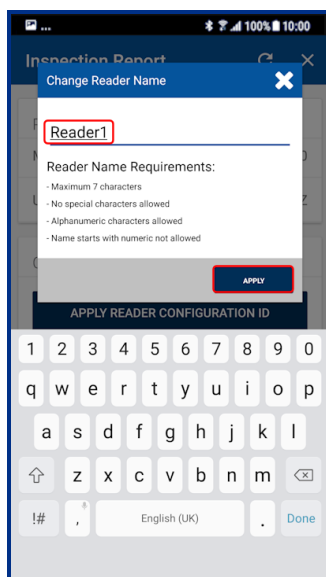 ... 100% 10:00
Inspection Report
Change Reader Name
Reader1
Reader Name Requirements:
- Maximum 7 characters
- No special characters allowed
- Alphanumeric characters allowed
- Name starts with numeric not allowed
APPLY
APPLY READER CONFIGURATION ID
1 2 3 4 5 6 7 8 9 0
q w e r t y u i o p
a s d f g h j k l
z x c v b n m
!# , English (UK) . Done